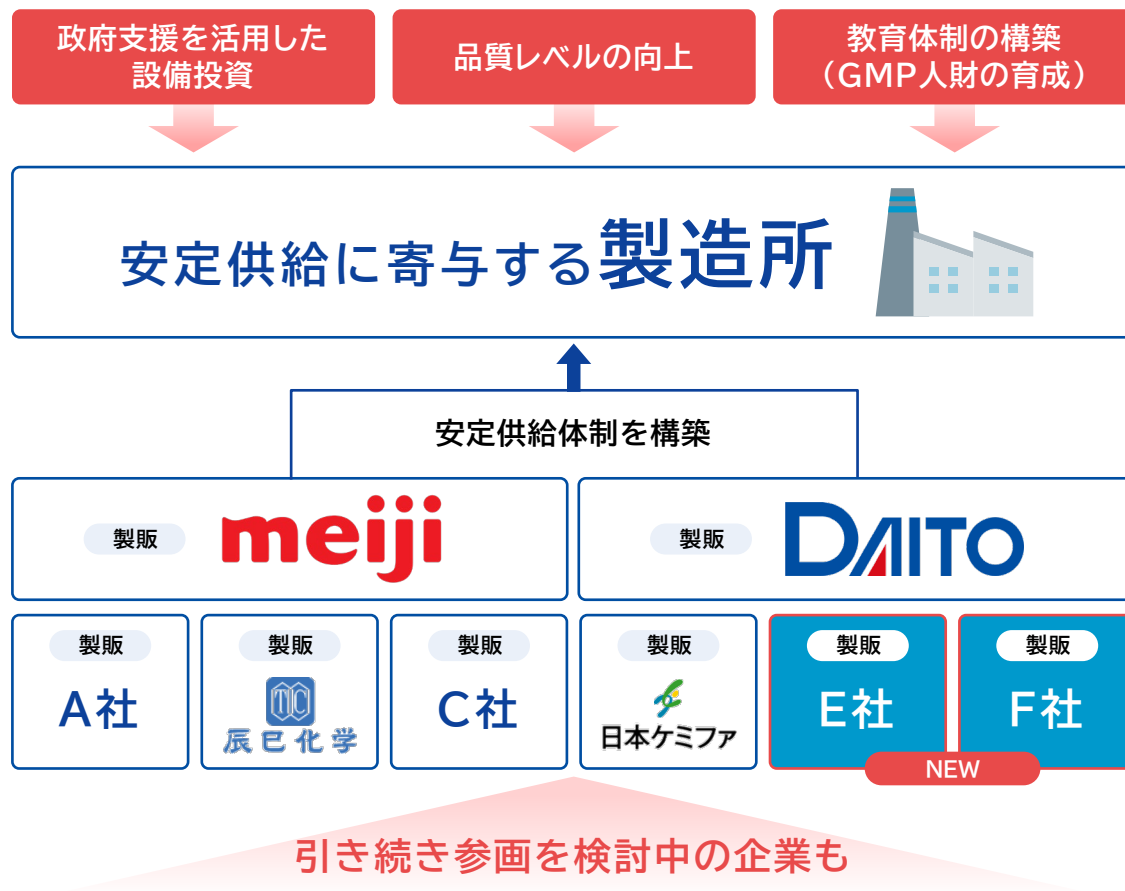 政府支援を活用した
設備投資
品質レベルの向上
教育体制の構築
(GMP人財の育成)
安定供給に寄与する製造所
安定供給体制を構築
製販 meiji
製販 DAITO
製販
A社
製販
TC
辰巳化学
製販
C社
製販
日本ケミファ
製販
E社
製販
F社
NEW
引き続き参画を検討中の企業も